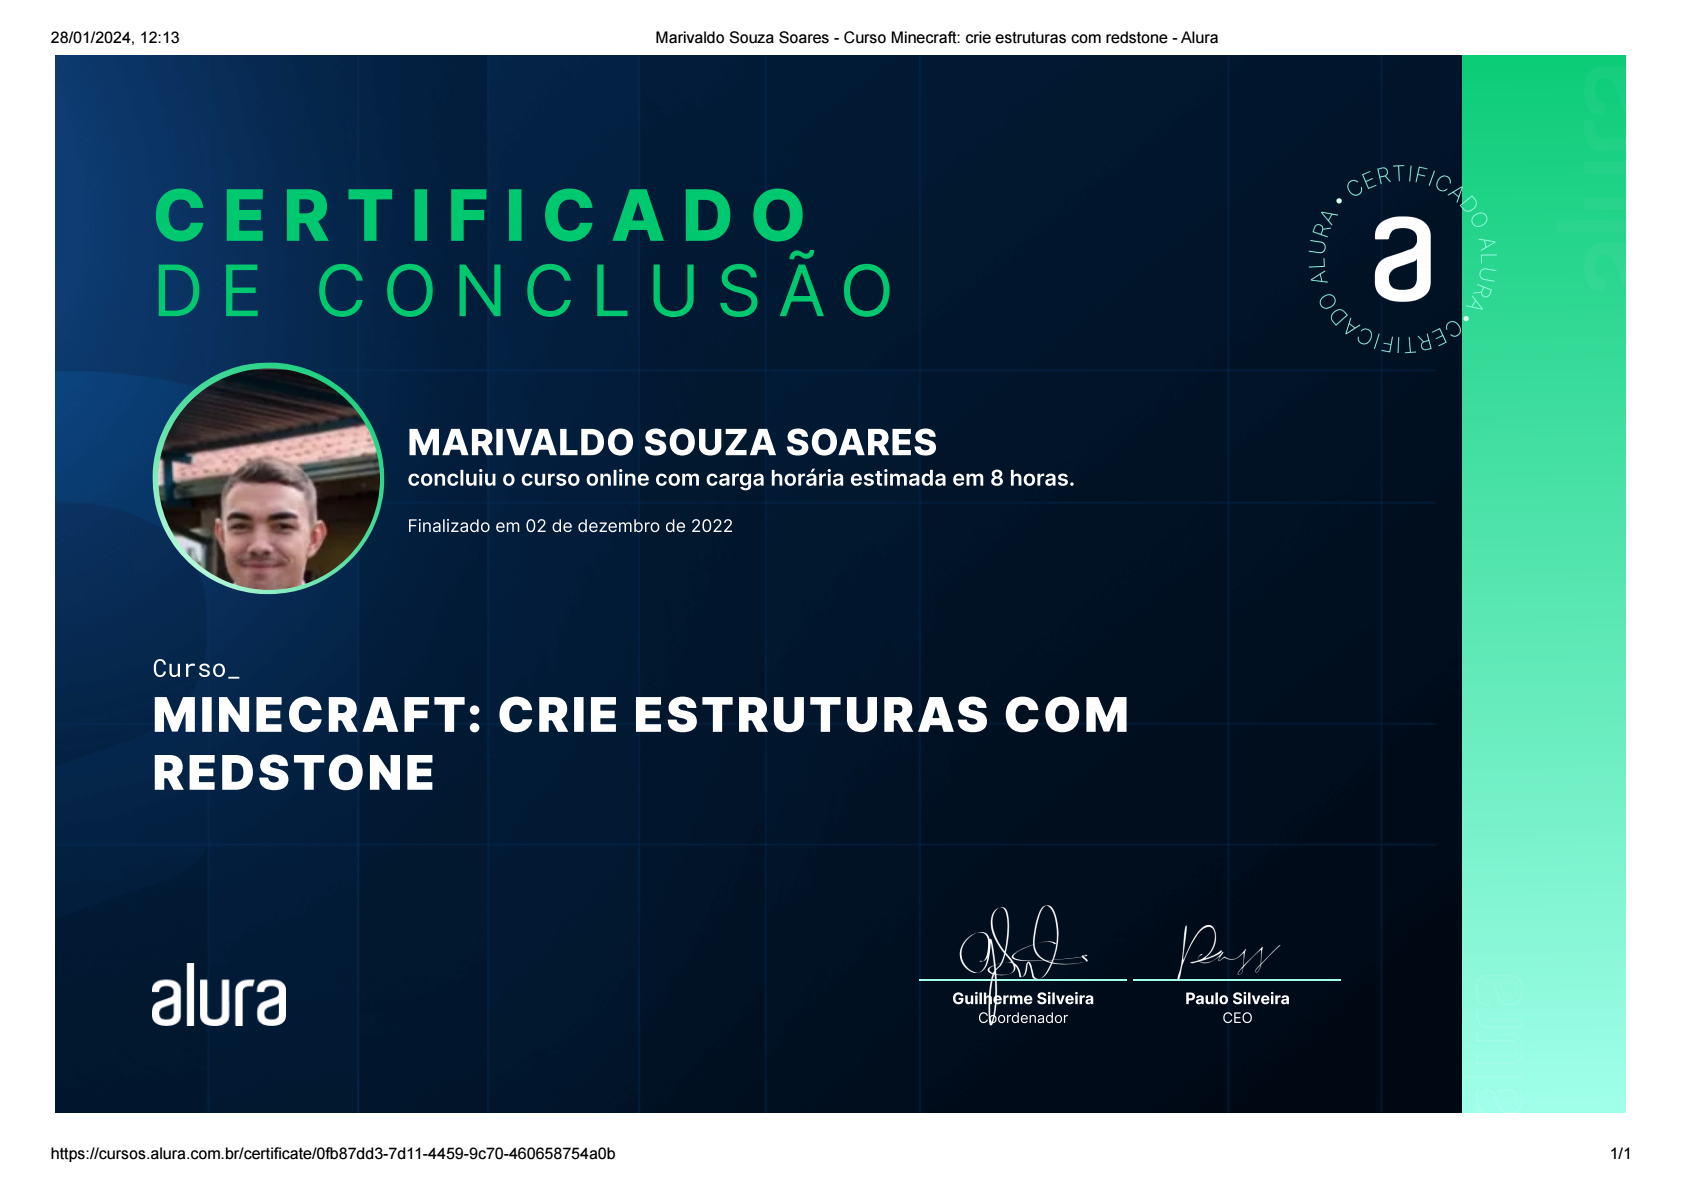 28/01/2024, 12:13
Marivaldo Souza Soares - Curso Minecraft: crie estruturas com redstone - Alura
CERTIFICADO
DE CONCLUSÃO
CERTIFICADO ALURA • CERTIFICADO ALURA •
a
MARIVALDO SOUZA SOARES
concluiu o curso online com carga horária estimada em 8 horas.
Finalizado em 02 de dezembro de 2022
Curso_
MINECRAFT: CRIE ESTRUTURAS COM
REDSTONE
alura
Guilherme Silveira
Coordenador
Paulo Silveira
CEO
alura
alura
https://cursos.alura.com.br/certificate/0fb87dd3-7d11-4459-9c70-460658754a0b
1/1